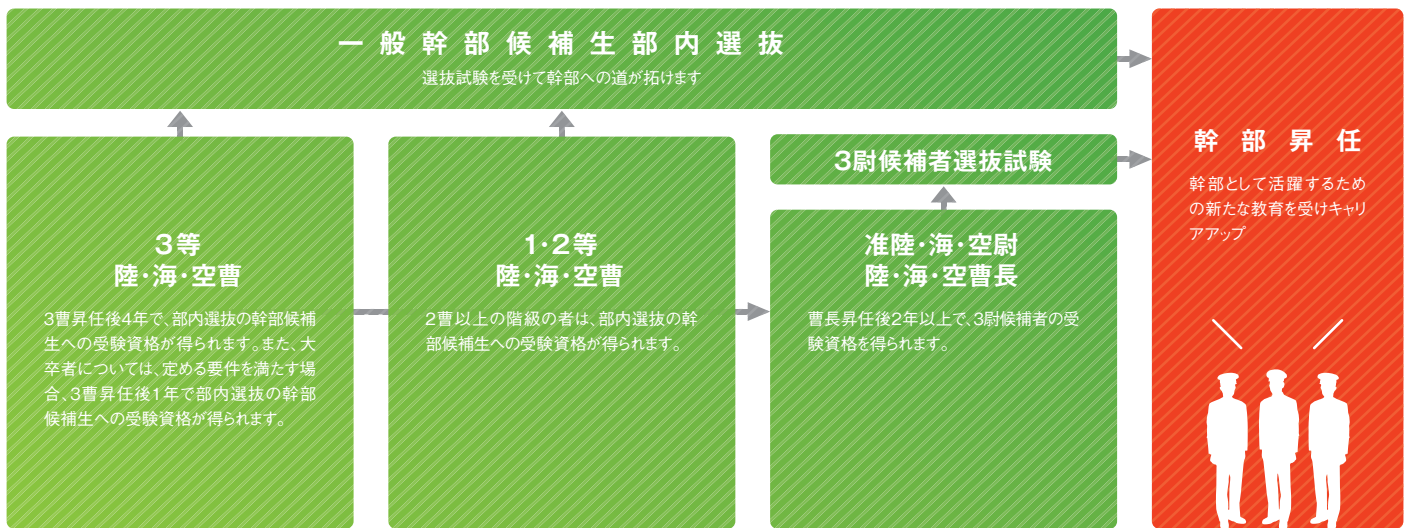 一般幹部候補生部内選抜
選抜試験を受けて幹部への道が拓けます
3等
陸・海・空曹
3曹昇任後4年で、部内選抜の幹部候補
生への受験資格が得られます。また、大
卒者については、定める要件を満たす場
合、3曹昇任後1年で部内選抜の幹部
候補生への受験資格が得られます。
1・2等
陸・海・空曹
2曹以上の階級の者は、部内選抜の幹
部候補生への受験資格が得られます。
3尉候補者選抜試験
准陸・海・空尉
陸・海・空曹長
曹長昇任後2年以上で、3尉候補者の受
験資格を得られます。
幹部昇任
幹部として活躍するため
の新たな教育を受けキャリ
アアップ